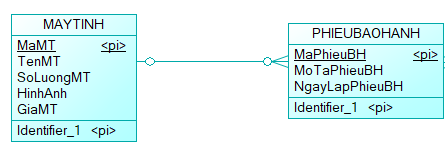 MAYTINH
MaMT <pi>
TenMT
SoLuongMT
HinhAnh
GiaMT
Identifier_1 <pi>
PHIEUBAOHANH
MaPhieuBH <pi>
MoTaPhieuBH
NgayLapPhieuBH
Identifier_1 <pi>